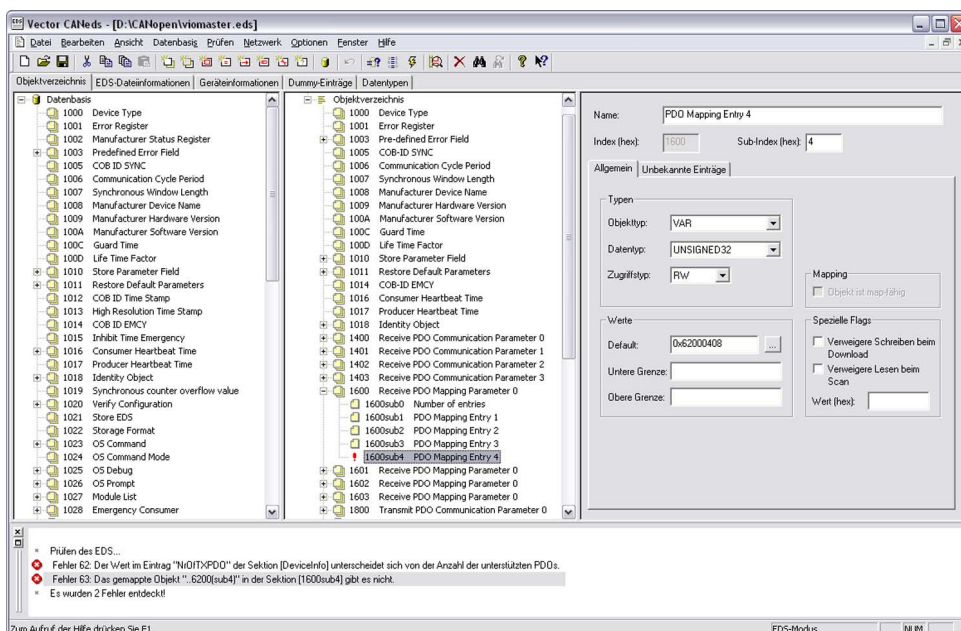 Vector CANeds - [D:\CANopen\viomaster.eds]
Datei Bearbeiten Ansicht Datenbasis Prüfen Netzwerk Optionen Fenster Hilfe
Objektverzeichnis EDS-Dateiinformationen Geräteinformationen Dummy-Einträge Datentypen
Datenbasis
1000 Device Type
1001 Error Register
1002 Manufacturer Status Register
1003 Predefined Error Field
1005 COB ID SYNC
1006 Communication Cycle Period
1007 Synchronous Window Length
1008 Manufacturer Device Name
1009 Manufacturer Hardware Version
100A Manufacturer Software Version
100C Guard Time
100D Life Time Factor
1010 Store Parameter Field
1011 Restore Default Parameters
1012 COB ID Time Stamp
1013 High Resolution Time Stamp
1014 COB ID EMCY
1015 Inhibit Time Emergency
1016 Consumer Heartbeat Time
1017 Producer Heartbeat Time
1018 Identity Object
1019 Synchronous counter overflow value
1020 Verify Configuration
1021 Store EDS
1022 Storage Format
1023 OS Command
1024 OS Command Mode
1025 OS Debug
1026 OS Prompt
1027 Module List
1028 Emergency Consumer
Objektverzeichnis
1000 Device Type
1001 Error Register
1003 Pre-defined Error Field
1005 COB-ID SYNC
1006 Communication Cycle Period
1007 Synchronous Window Length
1008 Manufacturer Device Name
1009 Manufacturer Hardware Version
100A Manufacturer Software Version
100C Guard Time
100D Life Time Factor
1010 Store Parameter Field
1011 Restore Default Parameters
1014 COB-ID EMCY
1016 Consumer Heartbeat Time
1017 Producer Heartbeat Time
1018 Identity Object
1400 Receive PDO Communication Parameter 0
1401 Receive PDO Communication Parameter 1
1402 Receive PDO Communication Parameter 2
1403 Receive PDO Communication Parameter 3
1600 Receive PDO Mapping Parameter 0
1600sub0 Number of entries
1600sub1 PDO Mapping Entry 1
1600sub2 PDO Mapping Entry 2
1600sub3 PDO Mapping Entry 3
1600sub4 PDO Mapping Entry 4
1601 Receive PDO Mapping Parameter 0
1602 Receive PDO Mapping Parameter 0
1603 Receive PDO Mapping Parameter 0
1800 Transmit PDO Communication Parameter 0
Name: PDO Mapping Entry 4
Index (hex): 1600 Sub-Index (hex): 4
Allgemein Unbekannte Einträge
Typen
Objekttyp: VAR
Datentyp: UNSIGNED32
Zugriffstyp: RW
Mapping
Objekt ist map-fähig
Werte
Default: 0x62000408 ...
Untere Grenze:
Obere Grenze:
Spezielle Flags
Verweigere Schreiben beim
Download
Verweigere Lesen beim
Scan
Wert (hex):
Prüfen des EDS...
Fehler 62: Der Wert im Eintrag "NrOfTXPDO" der Sektion [DeviceInfo] unterscheidet sich von der Anzahl der unterstützten PDOs.
Fehler 63: Das gemappte Objekt "..6200(sub4)" in der Sektion [1600sub4] gibt es nicht.
Es wurden 2 Fehler entdeckt!
Zum Aufruf der Hilfe drücken Sie F1 EDS-Modus NUM